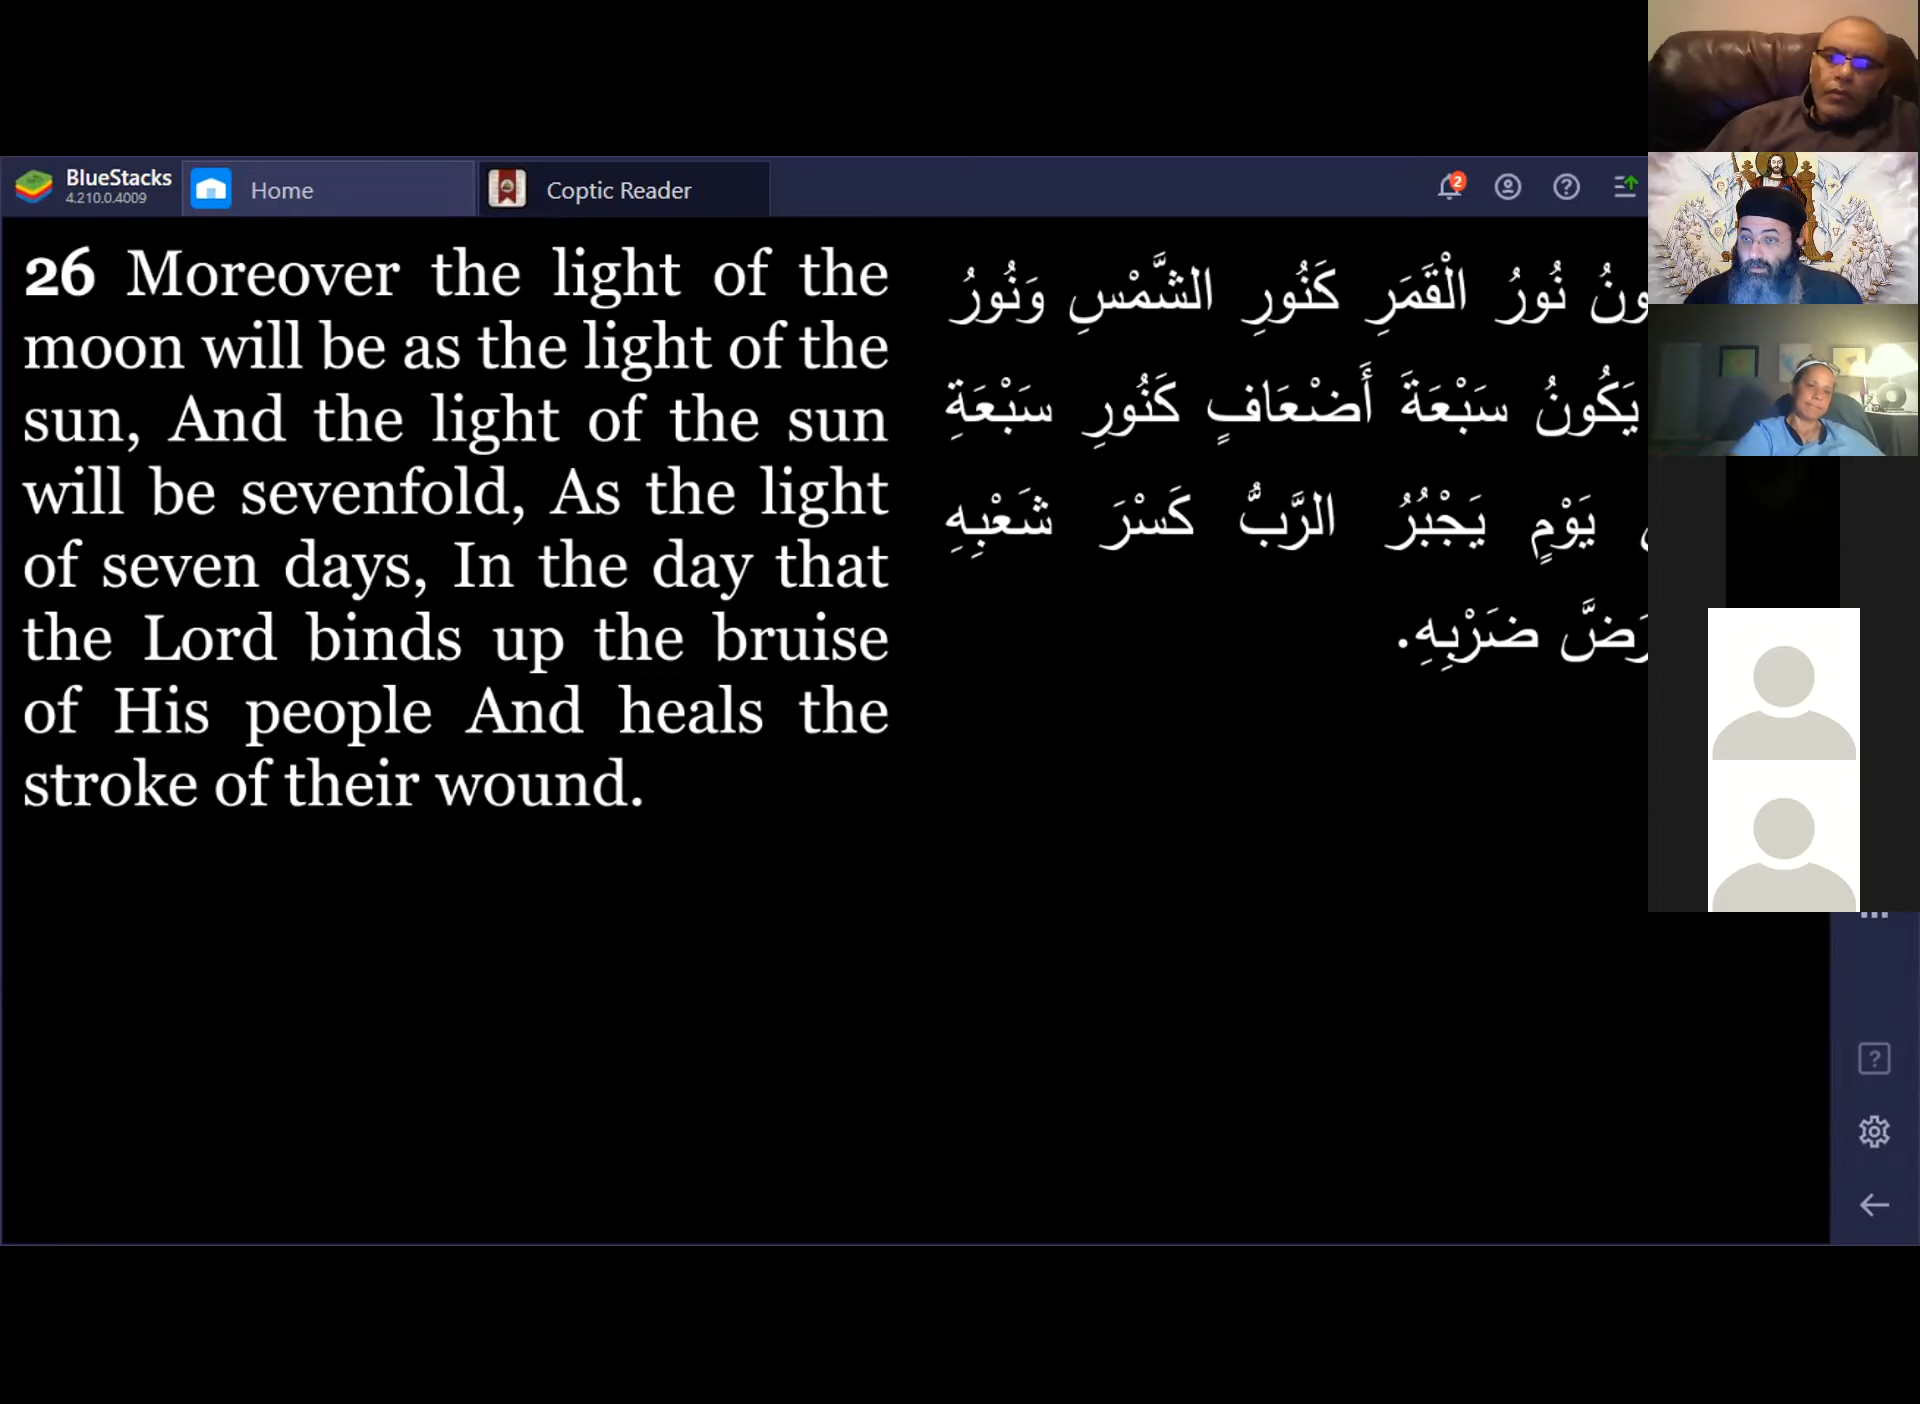 BlueStacks
4.210.0.4009
Home
Coptic Reader
2
26 Moreover the light of the
moon will be as the light of the
sun, And the light of the sun
will be sevenfold, As the light
of seven days, In the day that
the Lord binds up the bruise
of His people And heals the
stroke of their wound.
نُورُ الْقَمَرِ كَنُورِ الشَّمْسِ وَنُورُ
يَكُونُ سَبْعَةَ أَضْعَافٍ كَنُورِ سَبْعَةِ
يَوْمٍ يَجْبُرُ الرَّبُّ كَسْرَ شَعْبِهِ
ضَرْبِهِ.